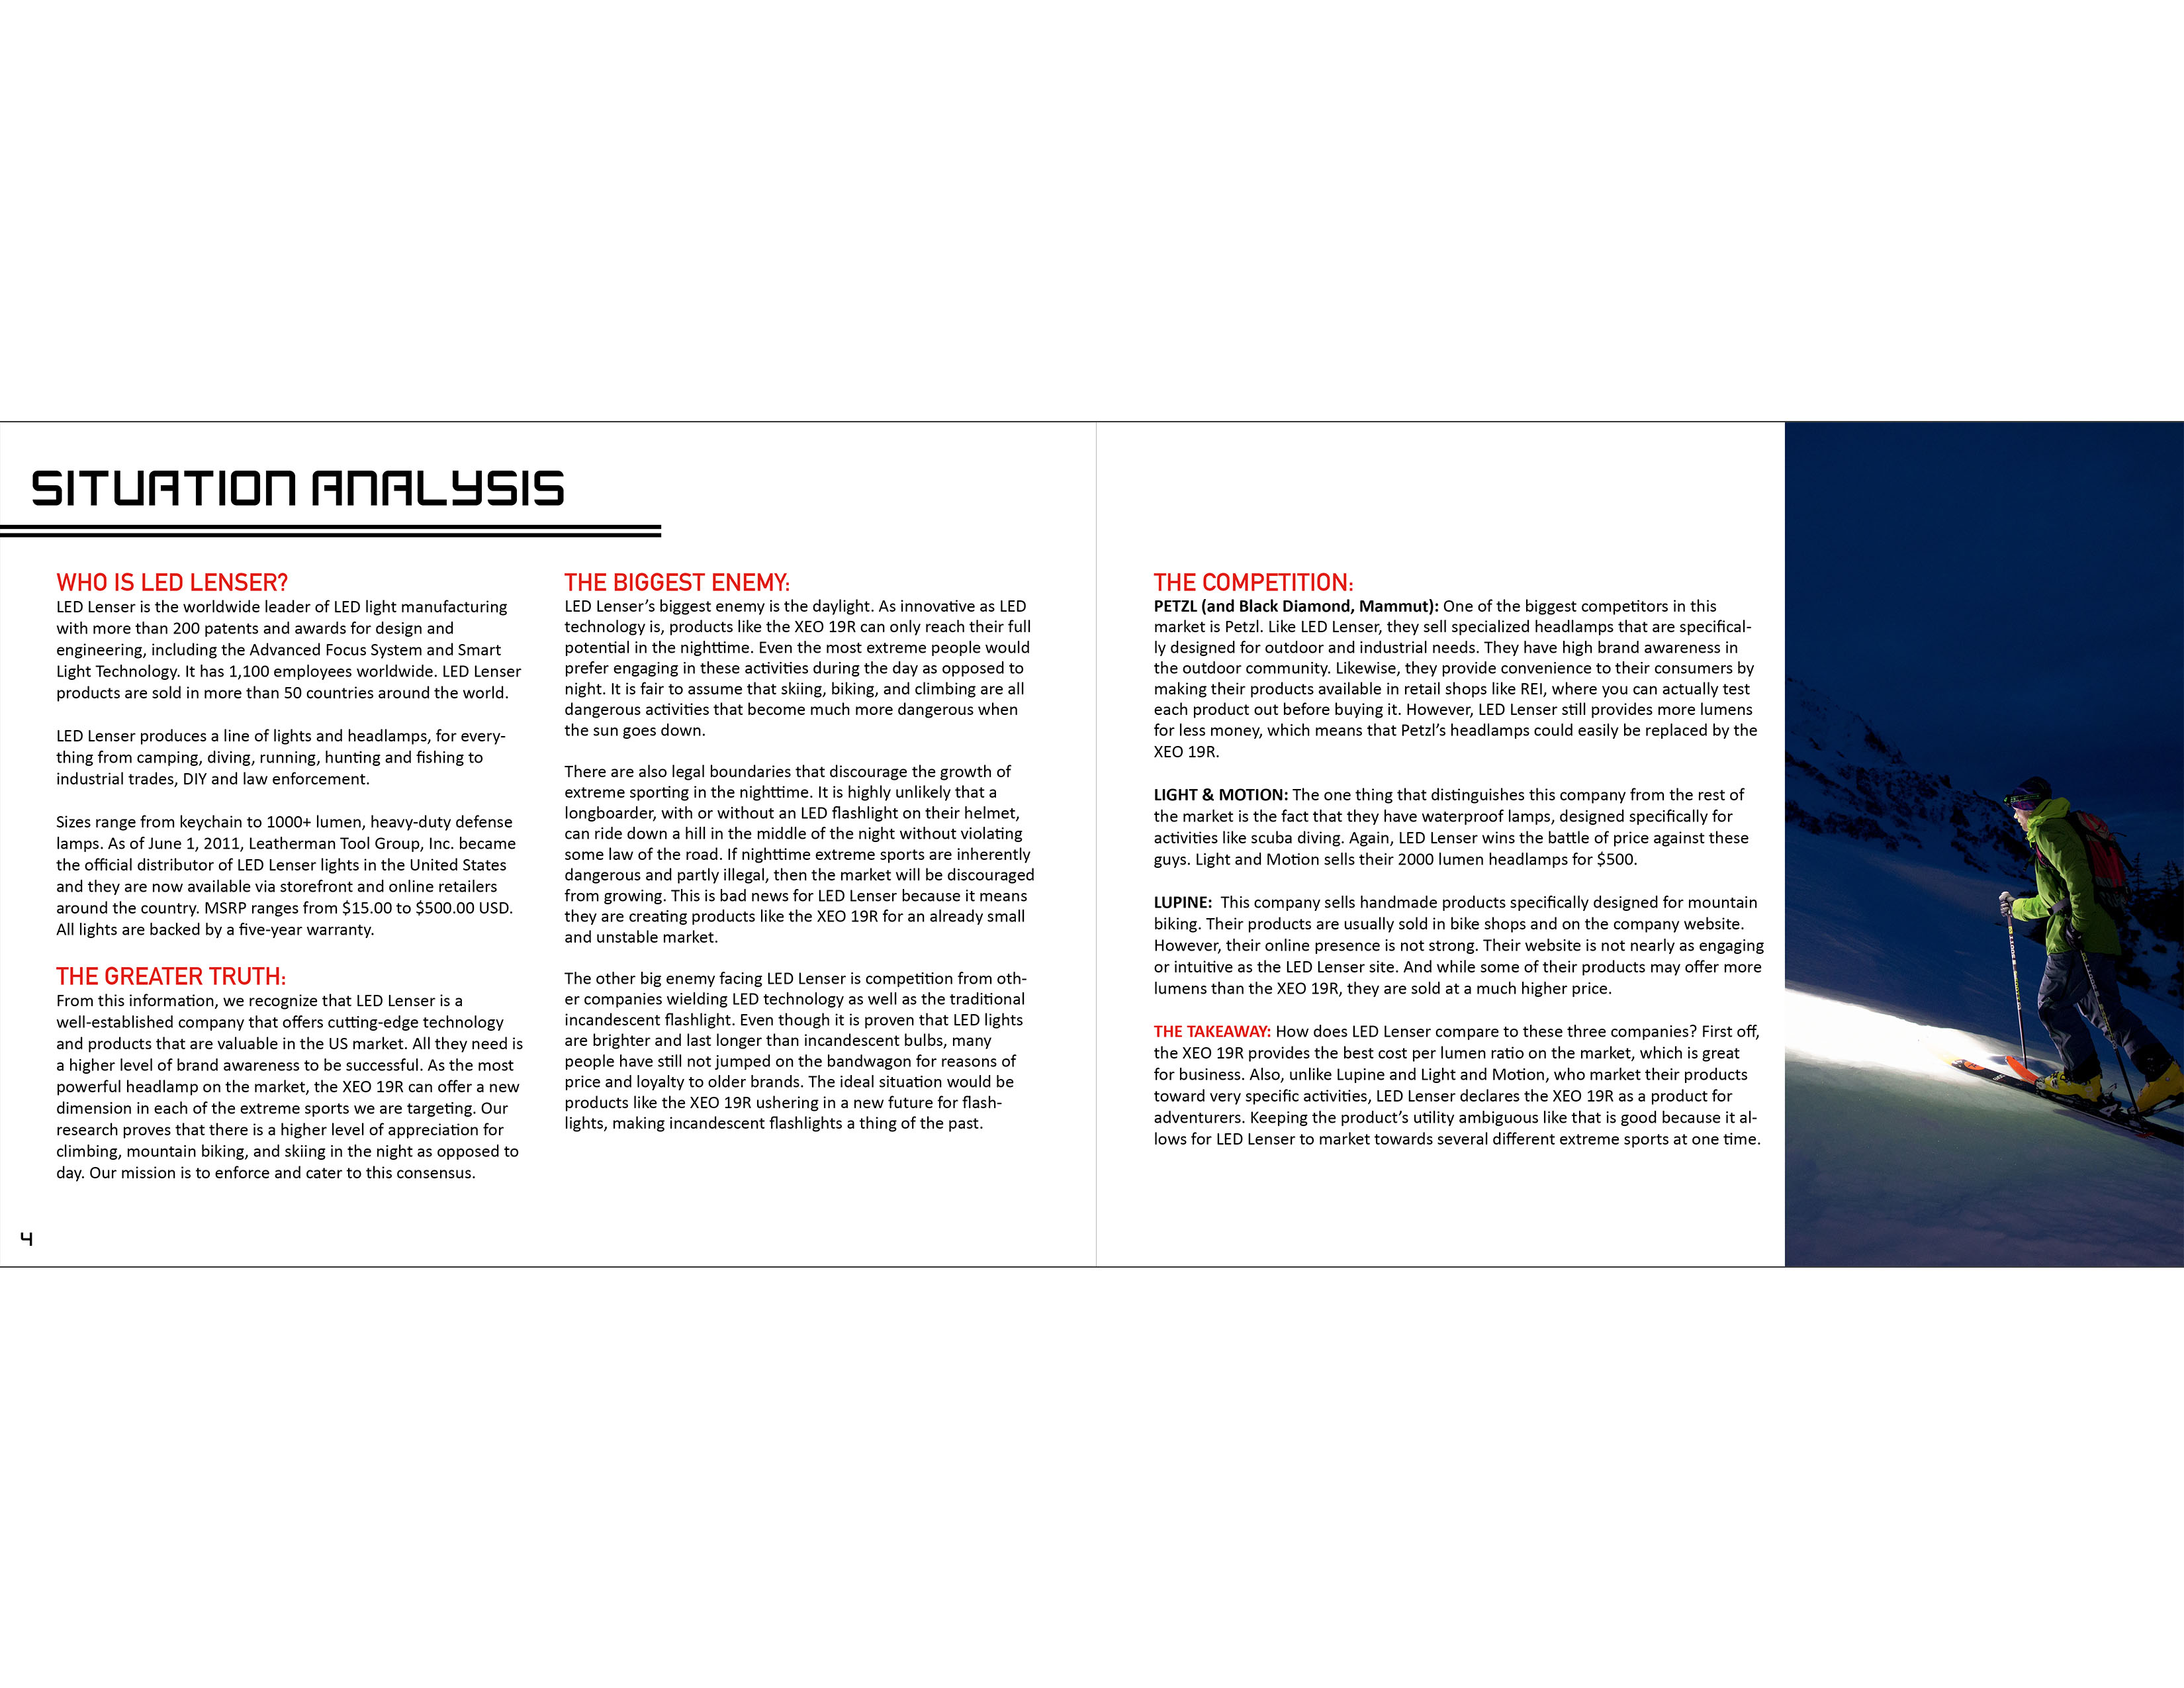 SITUATION ANALYSIS
WHO IS LED LENSER?
LED Lenser is the worldwide leader of LED light manufacturing
with more than 200 patents and awards for design and
engineering, including the Advanced Focus System and Smart
Light Technology. It has 1,100 employees worldwide. LED Lenser
products are sold in more than 50 countries around the world.
LED Lenser produces a line of lights and headlamps, for every-
thing from camping, diving, running, hunting and fishing to
industrial trades, DIY and law enforcement.
Sizes range from keychain to 1000+ lumen, heavy-duty defense
lamps. As of June 1, 2011, Leatherman Tool Group, Inc. became
the official distributor of LED Lenser lights in the United States
and they are now available via storefront and online retailers
around the country. MSRP ranges from $15.00 to $500.00 USD.
All lights are backed by a five-year warranty.
THE GREATER TRUTH:
From this information, we recognize that LED Lenser is a
well-established company that offers cutting-edge technology
and products that are valuable in the US market. All they need is
a higher level of brand awareness to be successful. As the most
powerful headlamp on the market, the XEO 19R can offer a new
dimension in each of the extreme sports we are targeting. Our
research proves that there is a higher level of appreciation for
climbing, mountain biking, and skiing in the night as opposed to
day. Our mission is to enforce and cater to this consensus.
THE BIGGEST ENEMY:
LED Lenser's biggest enemy is the daylight. As innovative as LED
technology is, products like the XEO 19R can only reach their full
potential in the nighttime. Even the most extreme people would
prefer engaging in these activities during the day as opposed to
night. It is fair to assume that skiing, biking, and climbing are all
dangerous activities that become much more dangerous when
the sun goes down.
There are also legal boundaries that discourage the growth of
extreme sporting in the nighttime. It is highly unlikely that a
longboarder, with or without an LED flashlight on their helmet,
can ride down a hill in the middle of the night without violating
some law of the road. If nighttime extreme sports are inherently
dangerous and partly illegal, then the market will be discouraged
from growing. This is bad news for LED Lenser because it means
they are creating products like the XEO 19R for an already small
and unstable market.
The other big enemy facing LED Lenser is competition from oth-
er companies wielding LED technology as well as the traditional
incandescent flashlight. Even though it is proven that LED lights
are brighter and last longer than incandescent bulbs, many
people have still not jumped on the bandwagon for reasons of
price and loyalty to older brands. The ideal situation would be
products like the XEO 19R ushering in a new future for flash-
lights, making incandescent flashlights a thing of the past.
THE COMPETITION:
PETZL (and Black Diamond, Mammut): One of the biggest competitors in this
market is Petzl. Like LED Lenser, they sell specialized headlamps that are specifical-
ly designed for outdoor and industrial needs. They have high brand awareness in
the outdoor community. Likewise, they provide convenience to their consumers by
making their products available in retail shops like REI, where you can actually test
each product out before buying it. However, LED Lenser still provides more lumens
for less money, which means that Petzl's headlamps could easily be replaced by the
XEO 19R.
LIGHT & MOTION: The one thing that distinguishes this company from the rest of
the market is the fact that they have waterproof lamps, designed specifically for
activities like scuba diving. Again, LED Lenser wins the battle of price against these
guys. Light and Motion sells their 2000 lumen headlamps for $500.
LUPINE: This company sells handmade products specifically designed for mountain
biking. Their products are usually sold in bike shops and on the company website.
However, their online presence is not strong. Their website is not nearly as engaging
or intuitive as the LED Lenser site. And while some of their products may offer more
lumens than the XEO 19R, they are sold at a much higher price.
THE TAKEAWAY: How does LED Lenser compare to these three companies? First off,
the XEO 19R provides the best cost per lumen ratio on the market, which is great
for business. Also, unlike Lupine and Light and Motion, who market their products
toward very specific activities, LED Lenser declares the XEO 19R as a product for
adventurers. Keeping the product's utility ambiguous like that is good because it al-
lows for LED Lenser to market towards several different extreme sports at one time.
4